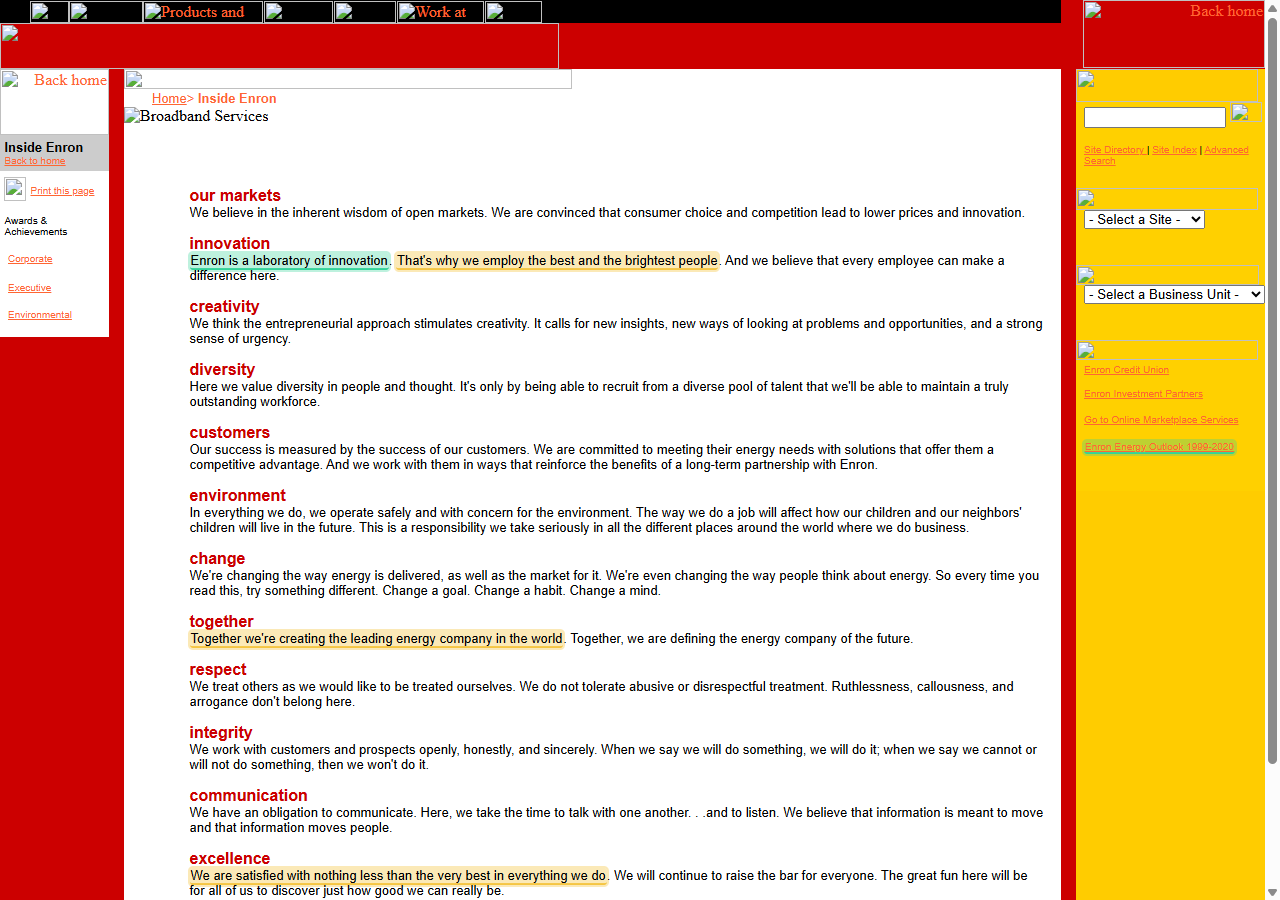 Products and
Work at
Back home
Back home
Home> Inside Enron
Broadband Services
Inside Enron
Back to home
Print this page
Awards &
Achievements
Corporate
Executive
Environmental
our markets
We believe in the inherent wisdom of open markets. We are convinced that consumer choice and competition lead to lower prices and innovation.
innovation
Enron is a laboratory of innovation. That's why we employ the best and the brightest people. And we believe that every employee can make a
difference here.
creativity
We think the entrepreneurial approach stimulates creativity. It calls for new insights, new ways of looking at problems and opportunities, and a strong
sense of urgency.
diversity
Here we value diversity in people and thought. It's only by being able to recruit from a diverse pool of talent that we'll be able to maintain a truly
outstanding workforce.
customers
Our success is measured by the success of our customers. We are committed to meeting their energy needs with solutions that offer them a
competitive advantage. And we work with them in ways that reinforce the benefits of a long-term partnership with Enron.
environment
In everything we do, we operate safely and with concern for the environment. The way we do a job will affect how our children and our neighbors'
children will live in the future. This is a responsibility we take seriously in all the different places around the world where we do business.
change
We're changing the way energy is delivered, as well as the market for it. We're even changing the way people think about energy. So every time you
read this, try something different. Change a goal. Change a habit. Change a mind.
together
Together we're creating the leading energy company in the world. Together, we are defining the energy company of the future.
respect
We treat others as we would like to be treated ourselves. We do not tolerate abusive or disrespectful treatment. Ruthlessness, callousness, and
arrogance don't belong here.
integrity
We work with customers and prospects openly, honestly, and sincerely. When we say we will do something, we will do it; when we say we cannot or
will not do something, then we won't do it.
communication
We have an obligation to communicate. Here, we take the time to talk with one another. . .and to listen. We believe that information is meant to move
and that information moves people.
excellence
We are satisfied with nothing less than the very best in everything we do. We will continue to raise the bar for everyone. The great fun here will be
for all of us to discover just how good we can really be.
Site Directory | Site Index | Advanced
Search
- Select a Site -
- Select a Business Unit -
Enron Credit Union
Enron Investment Partners
Go to Online Marketplace Services
Enron Energy Outlook 1999-2020